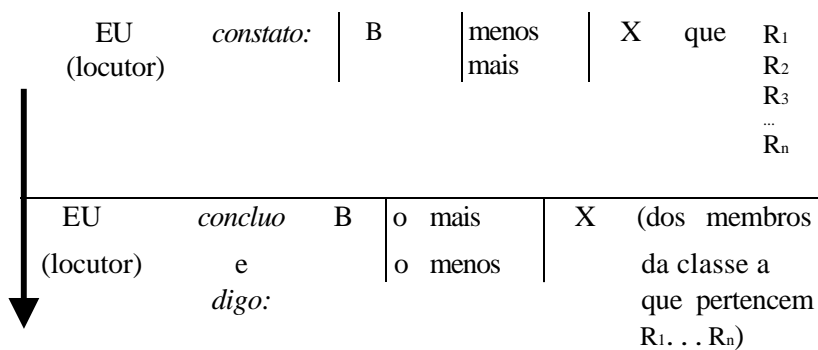 EU constato: B menos X que R₁
(locutor) mais R₂
R₃
...
Rₙ
EU concluo B o mais X (dos membros
(locutor) e o menos da classe a
digo: que pertencem
R₁...Rₙ)